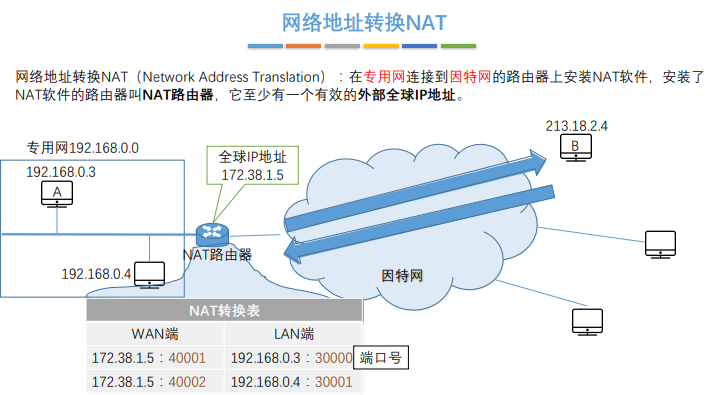 网络地址转换NAT
网络地址转换NAT（Network Address Translation）：在专用网连接到因特网的路由器上安装NAT软件，安装了
NAT软件的路由器叫NAT路由器，它至少有一个有效的外部全球IP地址。
213.18.2.4
B
专用网192.168.0.0
192.168.0.3
A
全球IP地址
172.38.1.5
NAT路由器
192.168.0.4
因特网
NAT转换表
WAN端 LAN端
172.38.1.5：40001 192.168.0.3：30000 端口号
172.38.1.5：40002 192.168.0.4：30001